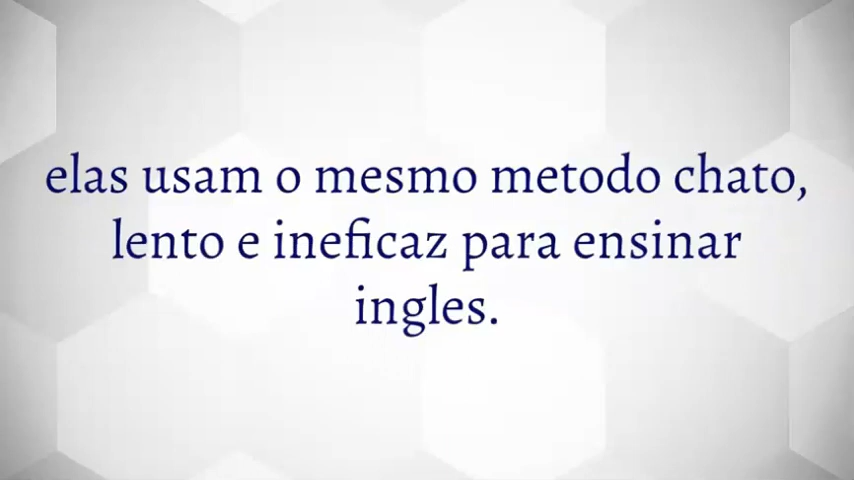 elas usam o mesmo metodo chato,
lento e ineficaz para ensinar
ingles.